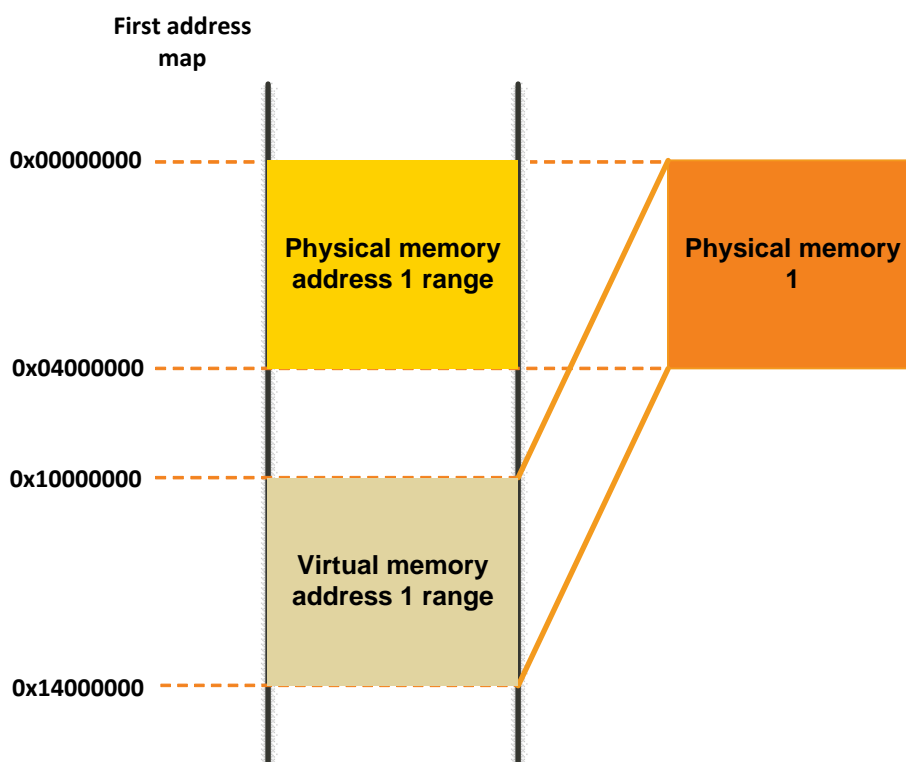 First address
map
0x00000000
Physical memory
address 1 range
Physical memory
1
0x04000000
0x10000000
Virtual memory
address 1 range
0x14000000